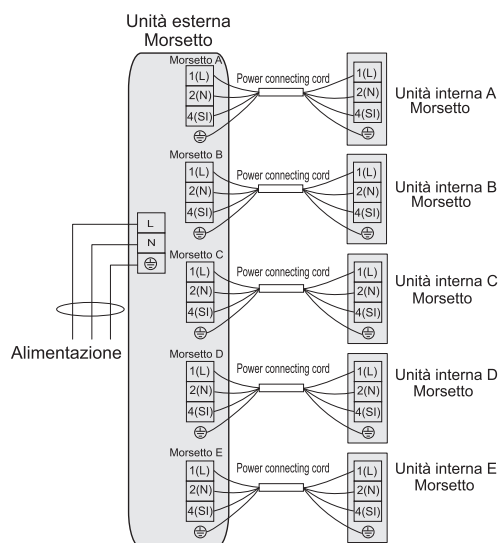 Unità esterna
Morsetto
Morsetto A
1(L)
2(N)
4(SI)
Power connecting cord
1(L)
2(N)
4(SI)
Unità interna A
Morsetto
Morsetto B
1(L)
2(N)
4(SI)
Power connecting cord
1(L)
2(N)
4(SI)
Unità interna B
Morsetto
L
N
Alimentazione
Morsetto C
1(L)
2(N)
4(SI)
Power connecting cord
1(L)
2(N)
4(SI)
Unità interna C
Morsetto
Morsetto D
1(L)
2(N)
4(SI)
Power connecting cord
1(L)
2(N)
4(SI)
Unità interna D
Morsetto
Morsetto E
1(L)
2(N)
4(SI)
Power connecting cord
1(L)
2(N)
4(SI)
Unità interna E
Morsetto